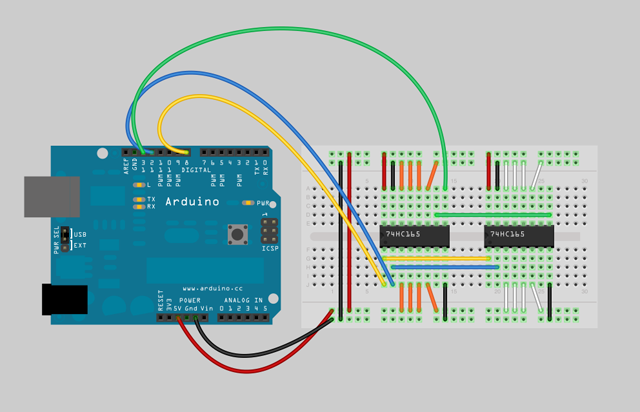 AREF
GND
13
12
11
10
9
8
7
6
5
4
3
2
1
0
PWM
PWM
PWM
PWM
PWM
PWM
TX
RX
DIGITAL
L
TX
RX
Arduino
PWR
1
PWR SEL
USB
EXT
ICSP
www.arduino.cc
POWER
ANALOG IN
RESET
3V3
5V Gnd Vin
0 1 2 3 4 5
74HC165
74HC165